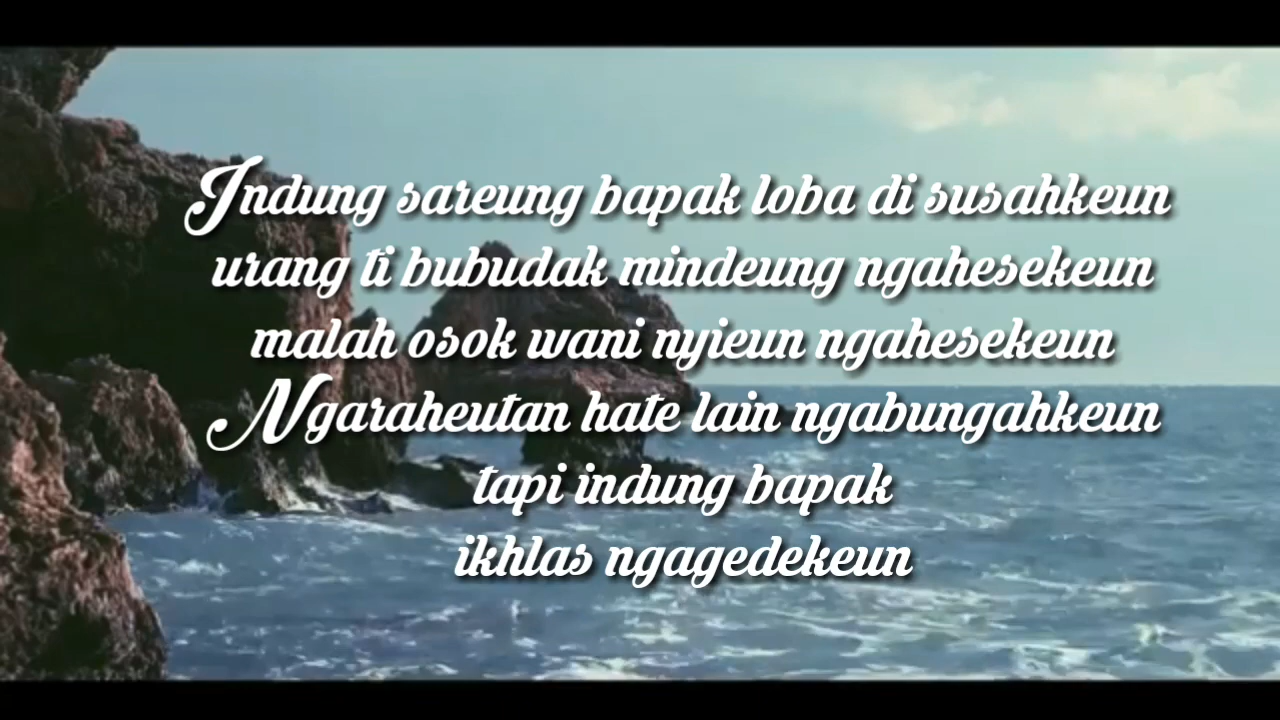 Indung sareung bapak loba di susahkeun
urang ti bubudak mindeung ngahesekeun
malah osok wani nyieun ngahesekeun
Ngaraheutan hate lain ngabungahkeun
tapi indung bapak
ikhlas ngagedekeun